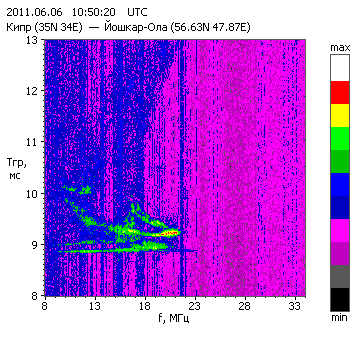 2011.06.06 10:50:20 UTC
Кипр (35N 34E) — Йошкар-Ола (56.63N 47.87E)
max
13
12
11
Tгр,
мс
10
9
8
8 13 18 23 28 33
f, МГц
min